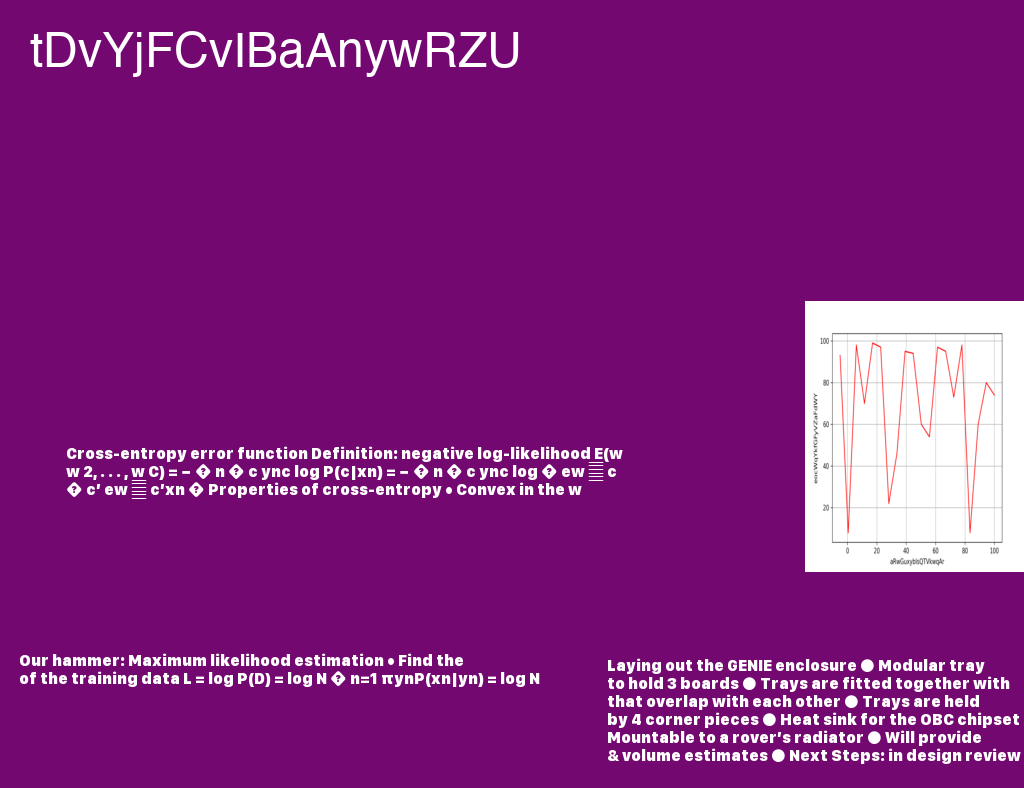 tDvYjFCvIBaAnywRZU
100
80
60
40
20
0 20 40 60 80 100
Cross-entropy error function Definition: negative log-likelihood E(w
w 2, . . . , w C) = − � n � c ync log P(c|xn) = − � n � c ync log � ew c
� c’ ew c’xn � Properties of cross-entropy • Convex in the w
Our hammer: Maximum likelihood estimation • Find the
of the training data L = log P(D) = log N � n=1 πynP(xn|yn) = log N
Laying out the GENIE enclosure ● Modular tray
to hold 3 boards ● Trays are fitted together with
that overlap with each other ● Trays are held
by 4 corner pieces ● Heat sink for the OBC chipset
Mountable to a rover’s radiator ● Will provide
& volume estimates ● Next Steps: in design review